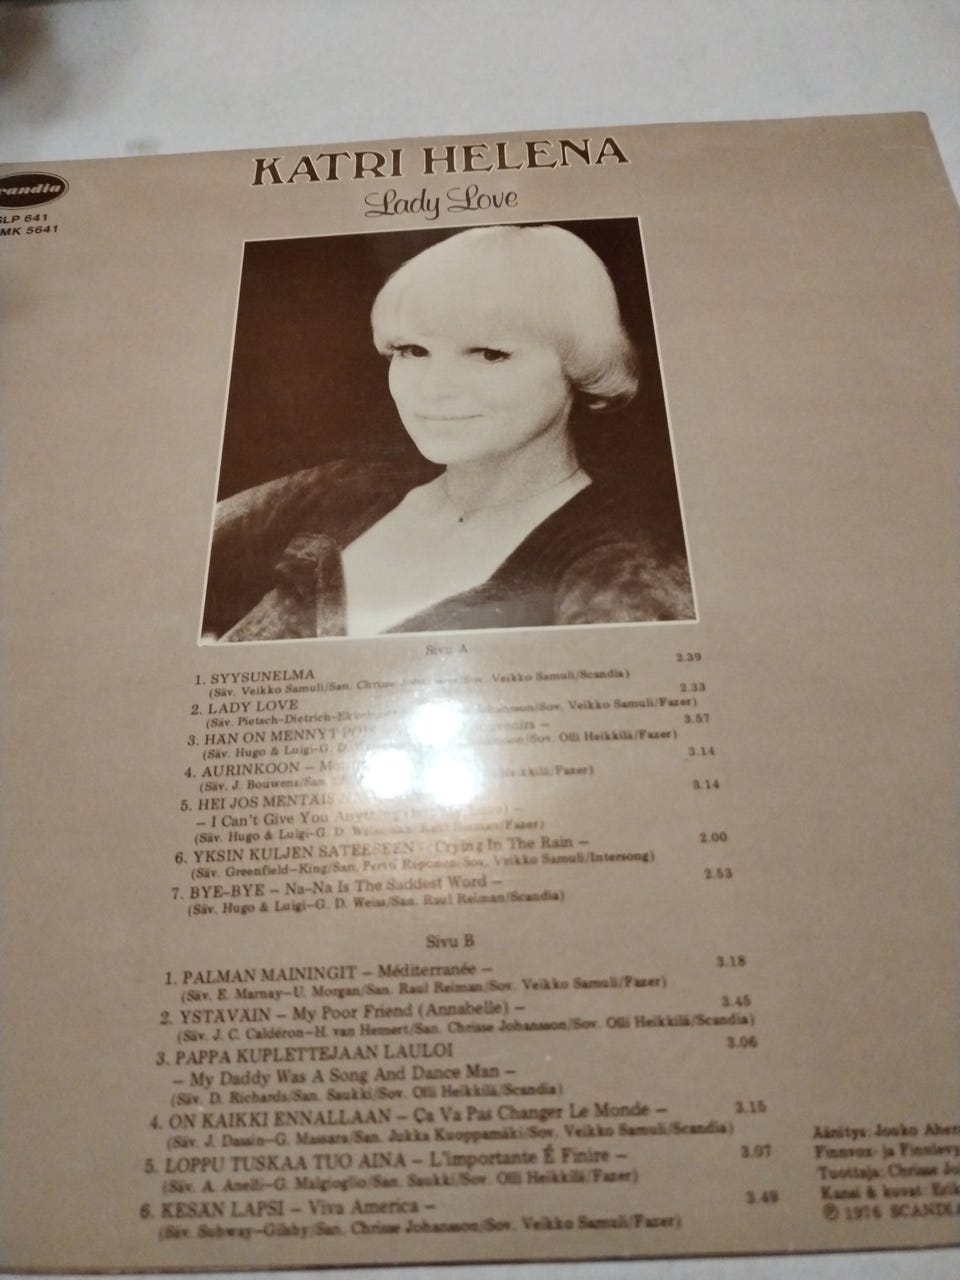 KATRI HELENA
Lady Love
SLP 641
MK 5641
Sivu A
1. SYYSUNELMA 2.39
(Säv. Veikko Samuli/San. Veikko Samuli/Scandia)
2. LADY LOVE 2.33
(Säv. Pietsch-Dietrich- Veikko Samuli/Fazer)
3. HÄN ON MENNYT 3.57
(Säv. Hugo & Luigi-G. D. Olli Heikkilä/Fazer)
4. AURINKOON – 3.14
(Säv. J. Bouwens/San.
5. HEI JOS MENTÄIS 3.14
– I Can't Give You
(Säv. Hugo & Luigi-G. D.
6. YKSIN KULJEN SATEESEEN – Crying In The Rain – 2.00
(Säv. Greenfield-King/San. Pertti Reponen/Sov. Veikko Samuli/Intersong)
7. BYE-BYE – Na-Na Is The Saddest Word – 2.53
(Säv. Hugo & Luigi-G. D. Weiss/San. Raul Reiman/Scandia)
Sivu B
1. PALMAN MAININGIT – Méditerranée – 3.18
(Säv. E. Marnay-U. Morgan/San. Raul Reiman/Sov. Veikko Samuli/Fazer)
2. YSTÄVÄIN – My Poor Friend (Annabelle) – 3.45
(Säv. J. C. Calderon-H. van Hemert/San. Chrisse Johansson/Sov. Olli Heikkilä/Scandia)
3. PAPPA KUPLETTEJAAN LAULOI 3.06
– My Daddy Was A Song And Dance Man –
(Säv. D. Richards/San. Saukki/Sov. Olli Heikkilä/Scandia)
4. ON KAIKKI ENNALLAAN – Ça Va Pas Changer Le Monde – 3.15
(Säv. J. Dassin-G. Massara/San. Jukka Kuoppamäki/Sov. Veikko Samuli/Scandia)
5. LOPPU TUSKAA TUO AINA – L'importante É Finire – 3.07
(Säv. A. Anelli-G. Malgioglio/San. Saukki/Sov. Olli Heikkilä/Fazer)
6. KESÄN LAPSI – Viva America – 3.49
(Säv. Subway-Gilsby/San. Chrisse Johansson/Sov. Veikko Samuli/Fazer)
Äänitys: Jouko
Finnvox- ja
Tuottaja: Chrisse
Kansi & kuvat:
℗ 1976